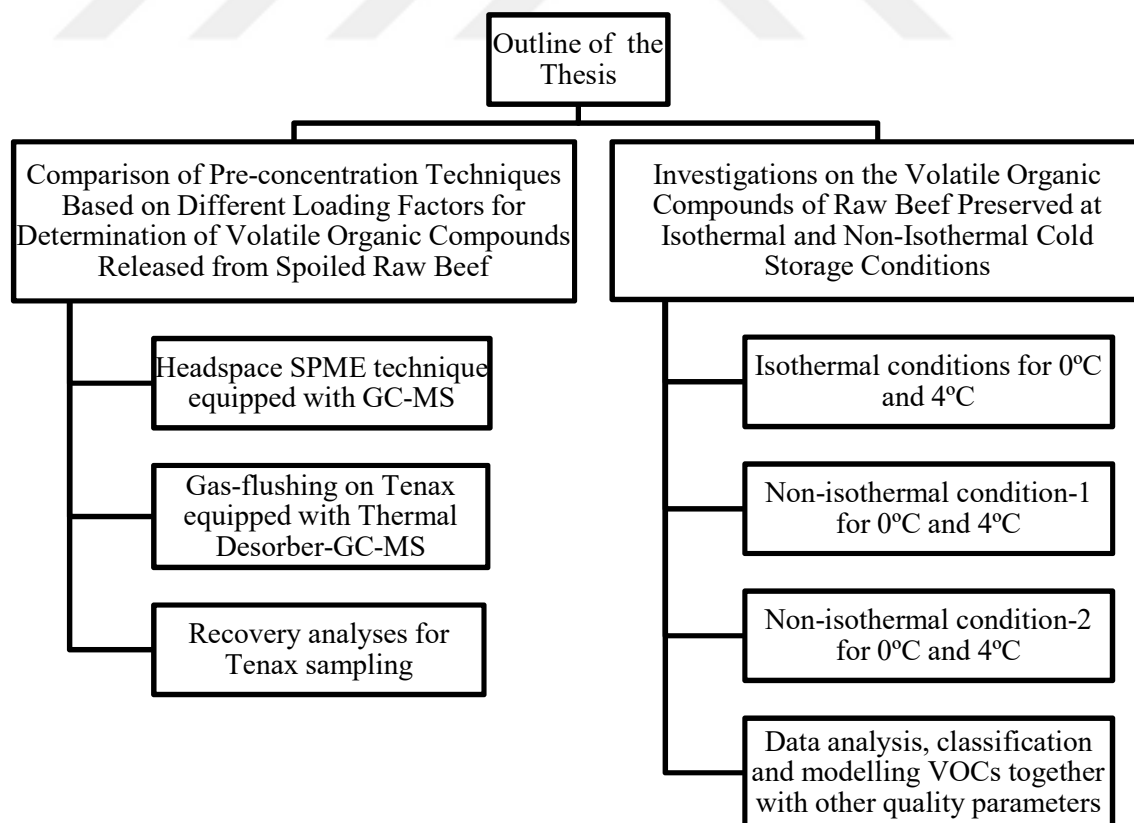 Outline of the
Thesis
Comparison of Pre-concentration Techniques
Based on Different Loading Factors for
Determination of Volatile Organic Compounds
Released from Spoiled Raw Beef
Headspace SPME technique
equipped with GC-MS
Gas-flushing on Tenax
equipped with Thermal
Desorber-GC-MS
Recovery analyses for
Tenax sampling
Investigations on the Volatile Organic
Compounds of Raw Beef Preserved at
Isothermal and Non-Isothermal Cold
Storage Conditions
Isothermal conditions for 0ºC
and 4ºC
Non-isothermal condition-1
for 0ºC and 4ºC
Non-isothermal condition-2
for 0ºC and 4ºC
Data analysis, classification
and modelling VOCs together
with other quality parameters